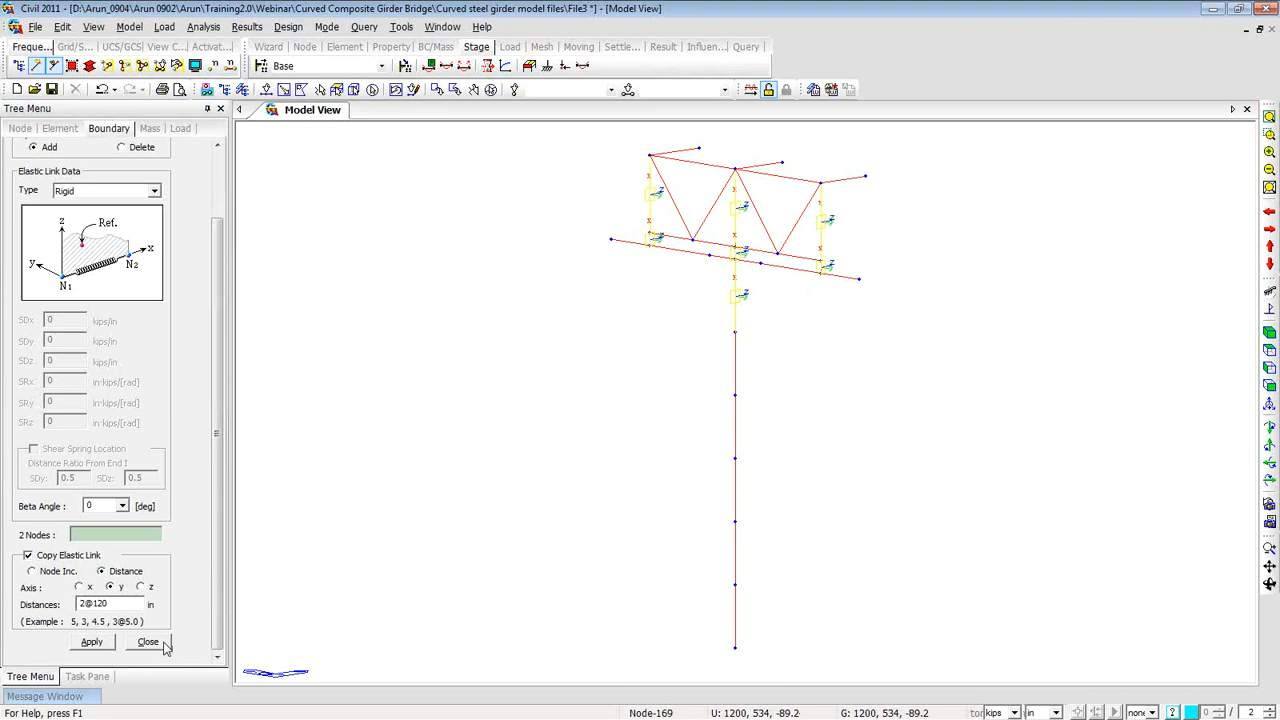 Civil 2011 - [D:\Arun_0904\Arun 0902\Arun\Training2.0\Webinar\Curved Composite Girder Bridge\Curved steel girder model files\File3 *] - [Model View]
File Edit View Model Load Analysis Results Design Mode Query Tools Window Help
Freque... Grid/S... UCS/GCS View C... Activat... Wizard Node Element Property BC/Mass Stage Load Mesh Moving Settle... Result Influen... Query
Base
Tree Menu
Model View
Node Element Boundary Mass Load
Add Delete
Elastic Link Data
Type Rigid
Ref.
z
x
y
N1
N2
SDx 0 kips/in
SDy 0 kips/in
SDz 0 kips/in
SRx 0 in·kips/[rad]
SRy 0 in·kips/[rad]
SRz 0 in·kips/[rad]
Shear Spring Location
Distance Ratio From End I
SDy: 0.5 SDz: 0.5
Beta Angle : 0 [deg]
2 Nodes :
Copy Elastic Link
Node Inc. Distance
Axis : x y z
Distances: 2@120 in
( Example : 5, 3, 4.5 , 3@5.0 )
Apply Close
Tree Menu Task Pane
Message Window
For Help, press F1 Node-169 U: 1200, 534, -89.2 G: 1200, 534, -89.2 kips in none 0 / 2